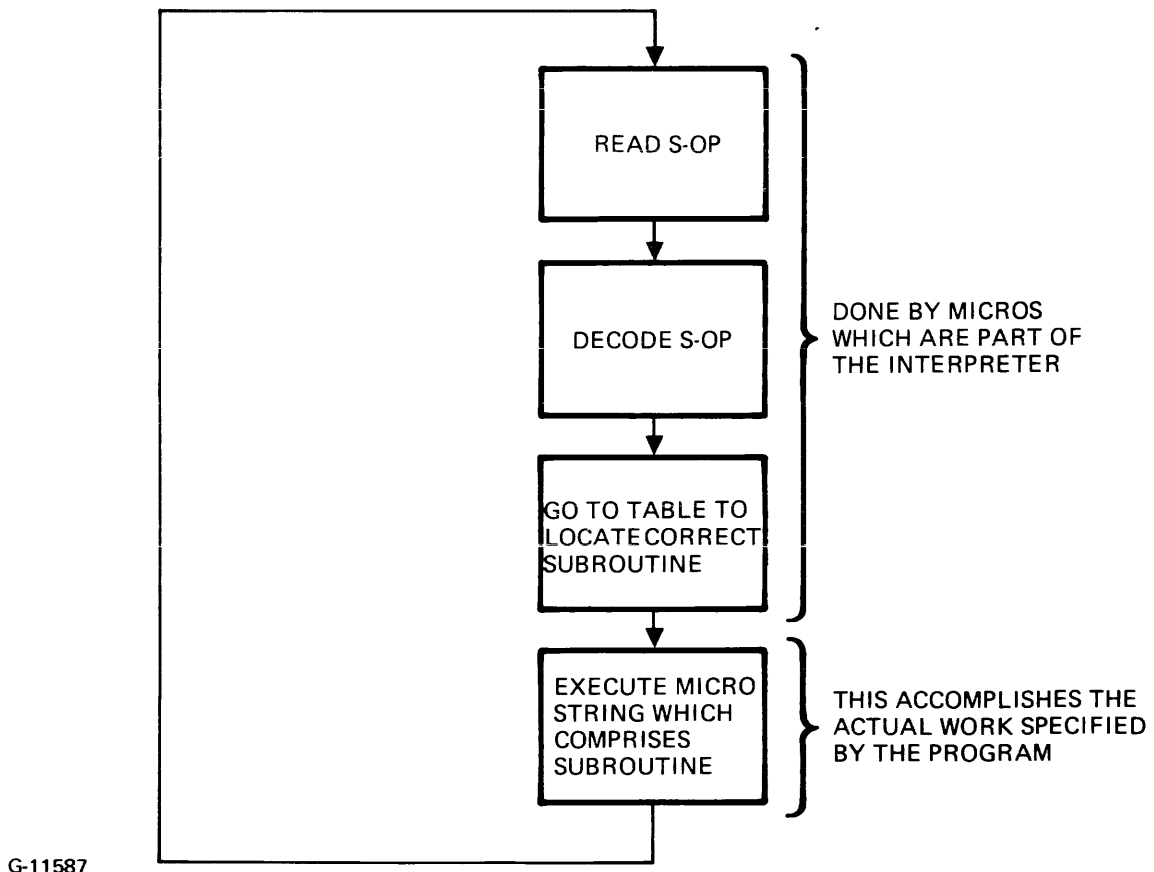 READ S-OP
DECODE S-OP
DONE BY MICROS
WHICH ARE PART OF
THE INTERPRETER
GO TO TABLE TO
LOCATE CORRECT
SUBROUTINE
EXECUTE MICRO
STRING WHICH
COMPRISES
SUBROUTINE
THIS ACCOMPLISHES THE
ACTUAL WORK SPECIFIED
BY THE PROGRAM
G-11587